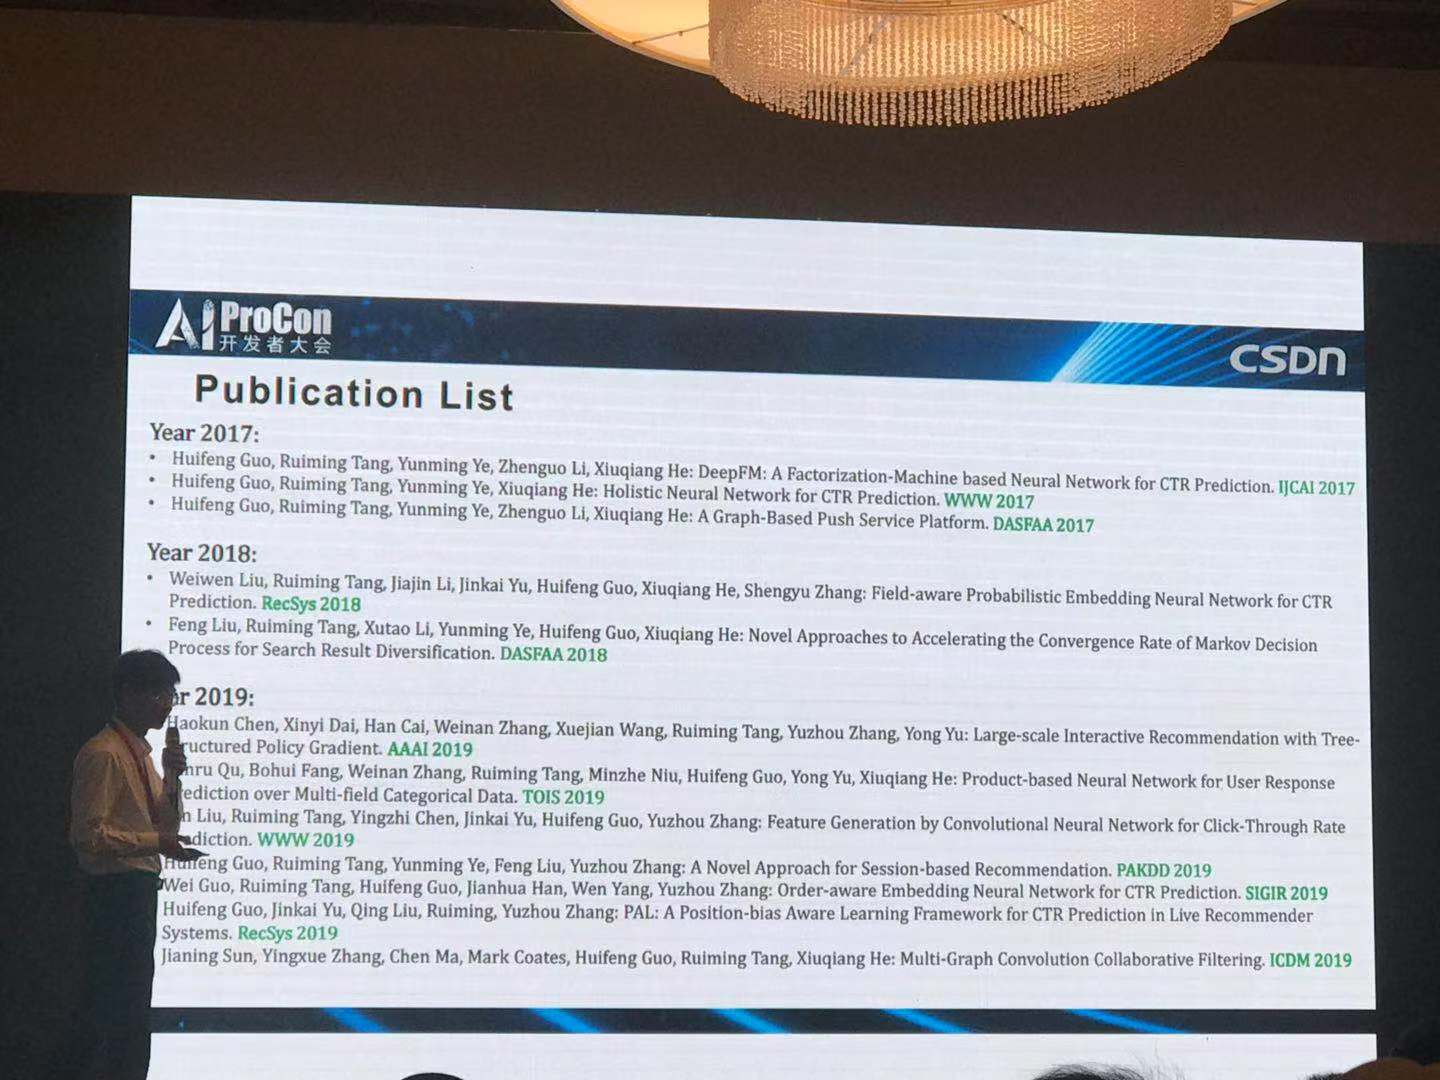 AI ProCon
开发者大会
CSDN
Publication List
Year 2017:
• Huifeng Guo, Ruiming Tang, Yunming Ye, Zhenguo Li, Xiuqiang He: DeepFM: A Factorization-Machine based Neural Network for CTR Prediction. IJCAI 2017
• Huifeng Guo, Ruiming Tang, Yunming Ye, Xiuqiang He: Holistic Neural Network for CTR Prediction. WWW 2017
• Huifeng Guo, Ruiming Tang, Yunming Ye, Zhenguo Li, Xiuqiang He: A Graph-Based Push Service Platform. DASFAA 2017
Year 2018:
• Weiwen Liu, Ruiming Tang, Jiajin Li, Jinkai Yu, Huifeng Guo, Xiuqiang He, Shengyu Zhang: Field-aware Probabilistic Embedding Neural Network for CTR
Prediction. RecSys 2018
• Feng Liu, Ruiming Tang, Xutao Li, Yunming Ye, Huifeng Guo, Xiuqiang He: Novel Approaches to Accelerating the Convergence Rate of Markov Decision
Process for Search Result Diversification. DASFAA 2018
2019:
Haokun Chen, Xinyi Dai, Han Cai, Weinan Zhang, Xuejian Wang, Ruiming Tang, Yuzhou Zhang, Yong Yu: Large-scale Interactive Recommendation with Tree-
Policy Gradient. AAAI 2019
Qu, Bohui Fang, Weinan Zhang, Ruiming Tang, Minzhe Niu, Huifeng Guo, Yong Yu, Xiuqiang He: Product-based Neural Network for User Response
over Multi-field Categorical Data. TOIS 2019
Liu, Ruiming Tang, Yingzhi Chen, Jinkai Yu, Huifeng Guo, Yuzhou Zhang: Feature Generation by Convolutional Neural Network for Click-Through Rate
WWW 2019
Huifeng Guo, Ruiming Tang, Yunming Ye, Feng Liu, Yuzhou Zhang: A Novel Approach for Session-based Recommendation. PAKDD 2019
Wei Guo, Ruiming Tang, Huifeng Guo, Jianhua Han, Wen Yang, Yuzhou Zhang: Order-aware Embedding Neural Network for CTR Prediction. SIGIR 2019
Huifeng Guo, Jinkai Yu, Qing Liu, Ruiming, Yuzhou Zhang: PAL: A Position-bias Aware Learning Framework for CTR Prediction in Live Recommender
Systems. RecSys 2019
Jianing Sun, Yingxue Zhang, Chen Ma, Mark Coates, Huifeng Guo, Ruiming Tang, Xiuqiang He: Multi-Graph Convolution Collaborative Filtering. ICDM 2019